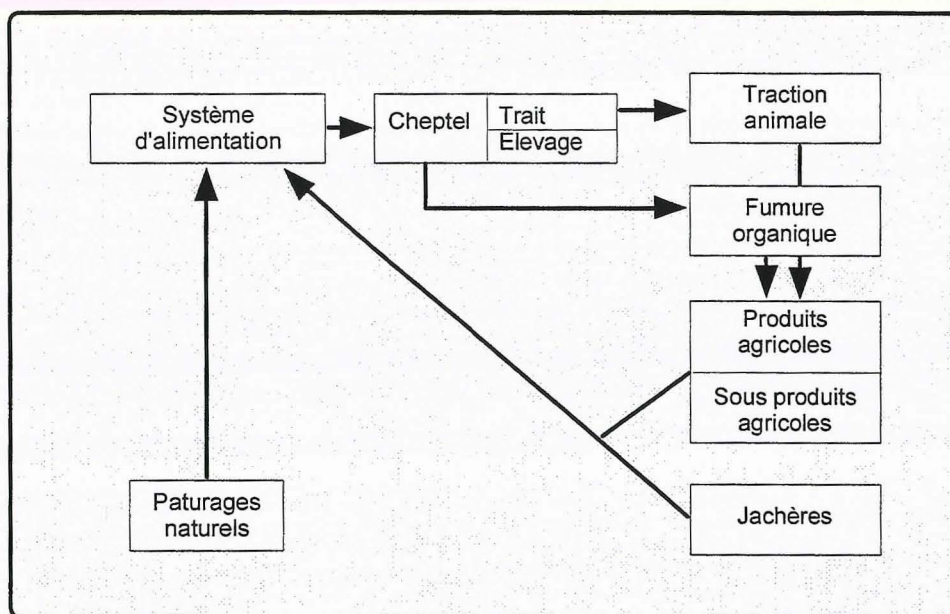 Système
d'alimentation
Cheptel
Trait
Elevage
Traction
animale
Fumure
organique
Produits
agricoles
Sous produits
agricoles
Paturages
naturels
Jachères